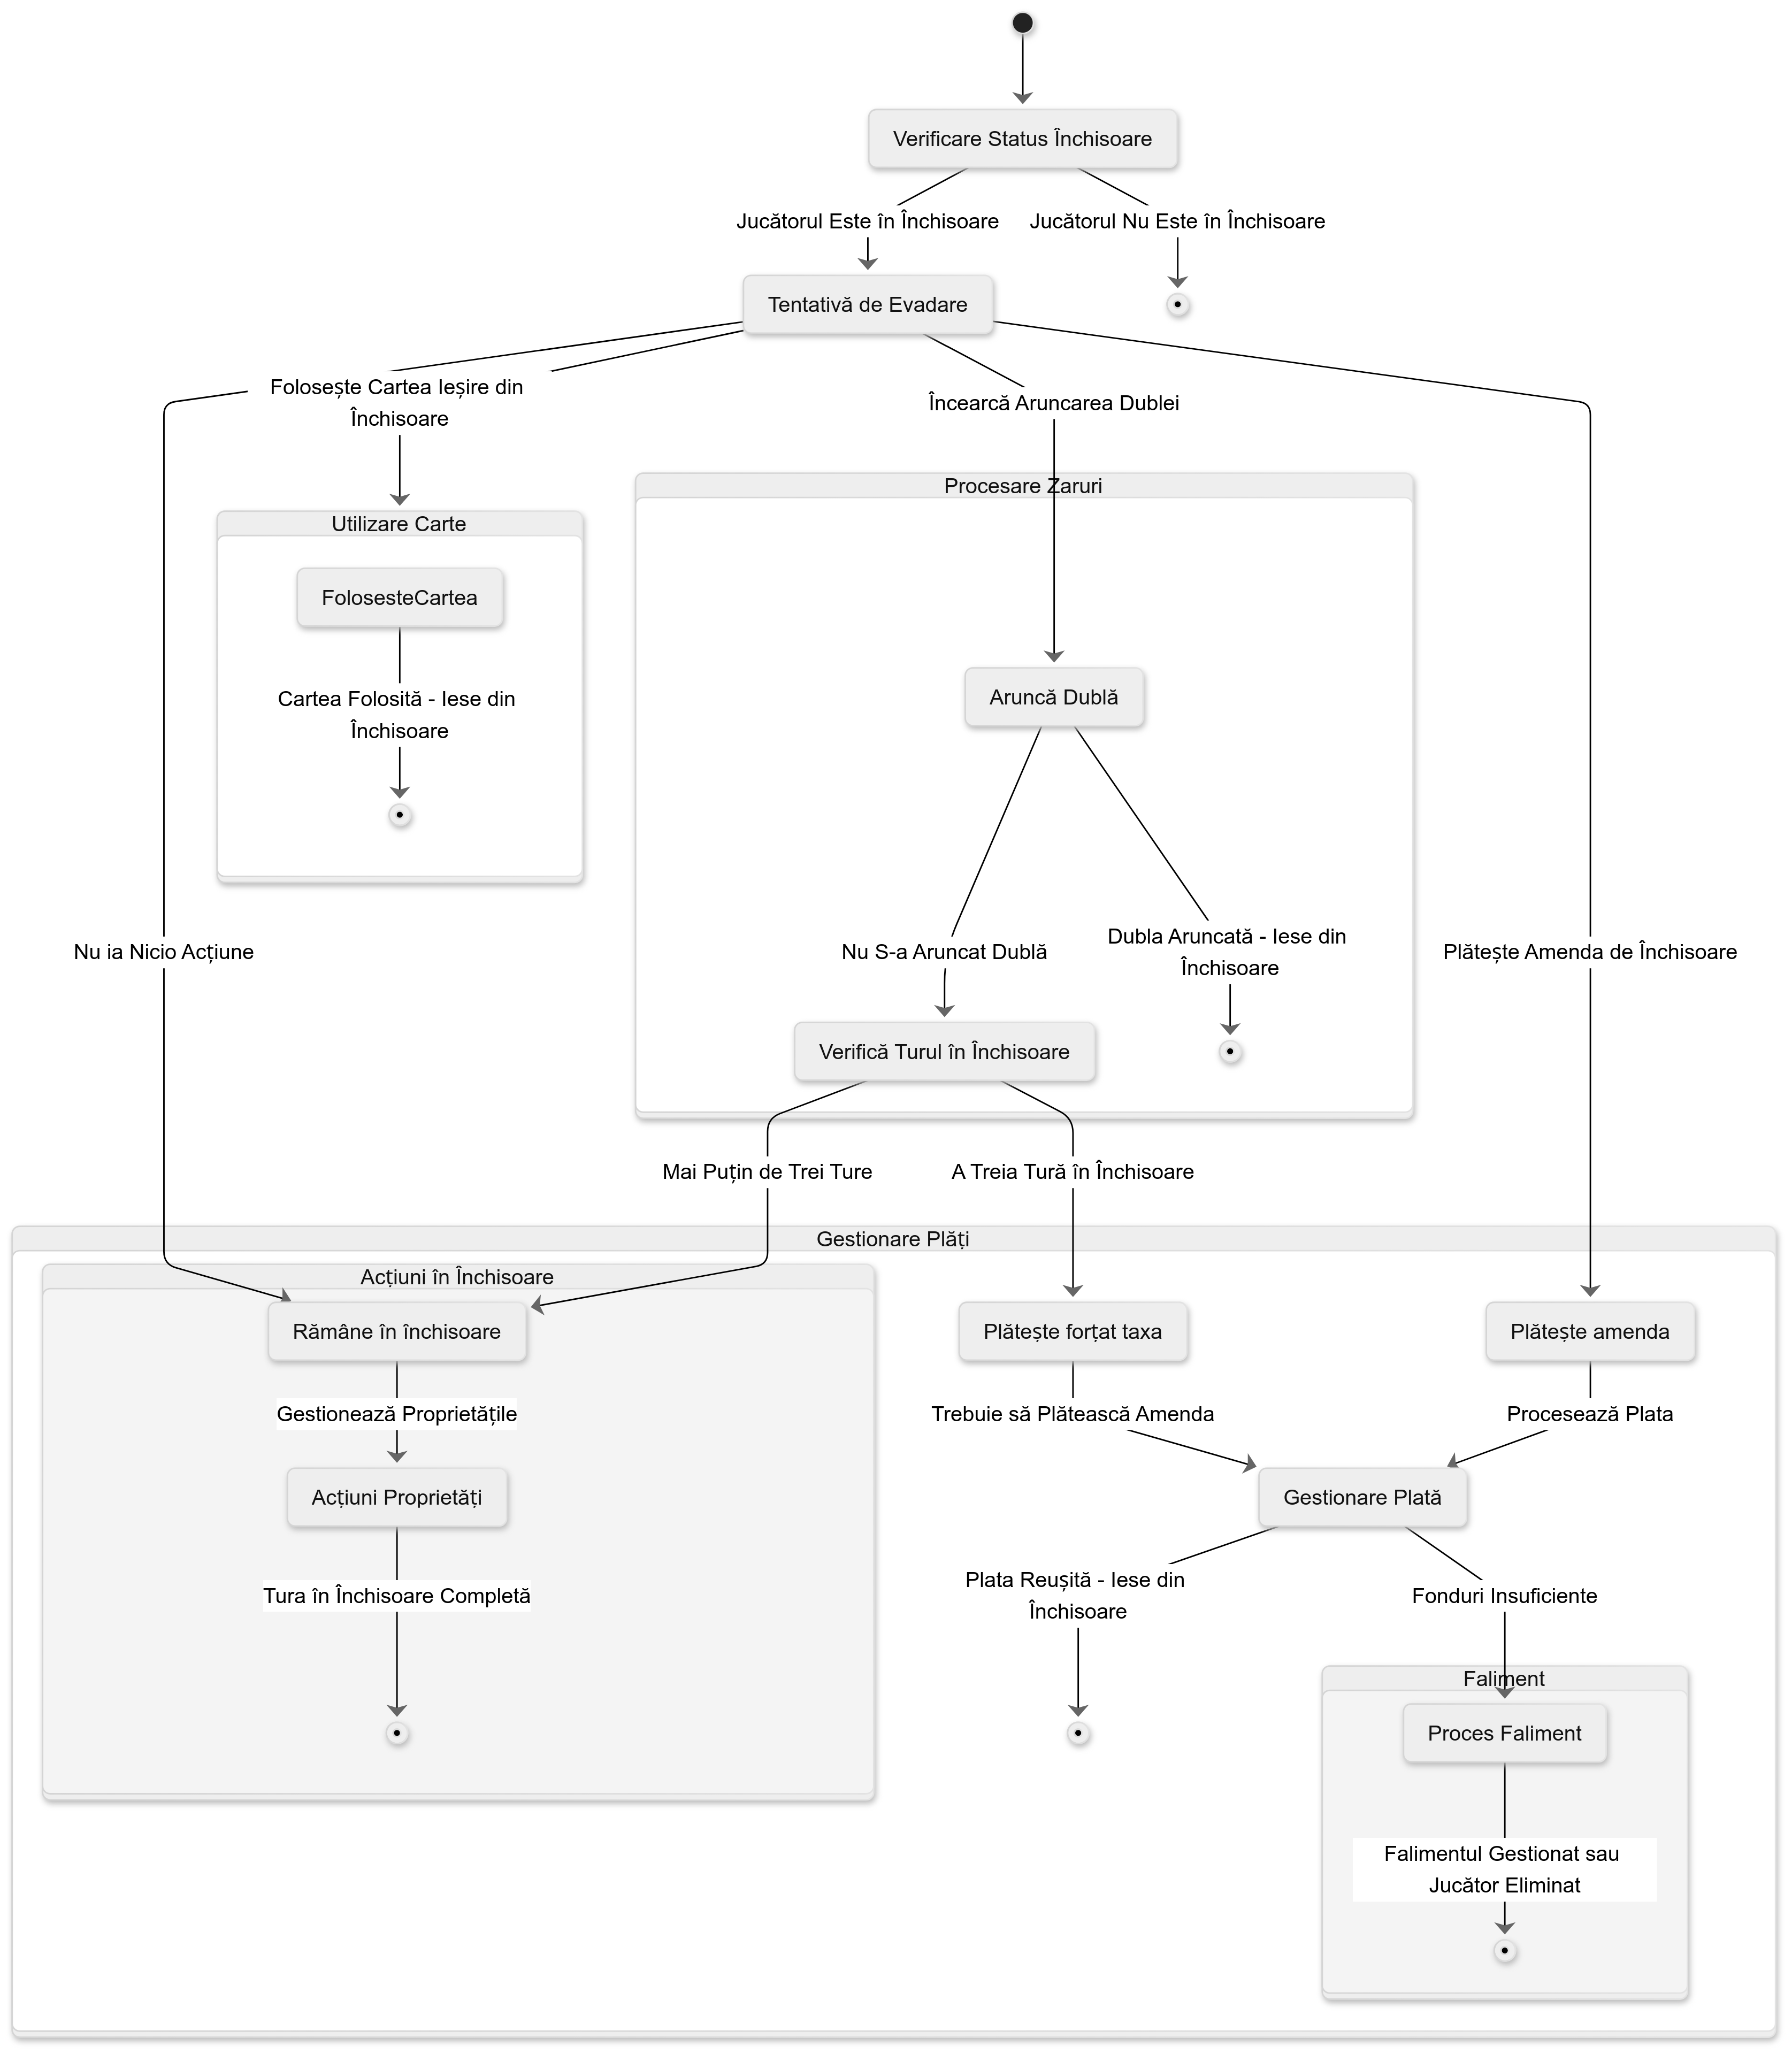 Verificare Status Închisoare
Jucătorul Este în Închisoare
Jucătorul Nu Este în Închisoare
Tentativă de Evadare
Folosește Cartea Ieșire din
Închisoare
Încearcă Aruncarea Dublei
Procesare Zaruri
Utilizare Carte
FolosesteCartea
Cartea Folosită - Iese din
Închisoare
Aruncă Dublă
Nu ia Nicio Acțiune
Nu S-a Aruncat Dublă
Dubla Aruncată - Iese din
Închisoare
Plătește Amenda de Închisoare
Verifică Turul în Închisoare
Mai Puțin de Trei Ture
A Treia Tură în Închisoare
Gestionare Plăți
Acțiuni în Închisoare
Rămâne în închisoare
Plătește forțat taxa
Plătește amenda
Gestionează Proprietățile
Trebuie să Plătească Amenda
Procesează Plata
Acțiuni Proprietăți
Gestionare Plată
Tura în Închisoare Completă
Plata Reușită - Iese din
Închisoare
Fonduri Insuficiente
Faliment
Proces Faliment
Falimentul Gestionat sau
Jucător Eliminat